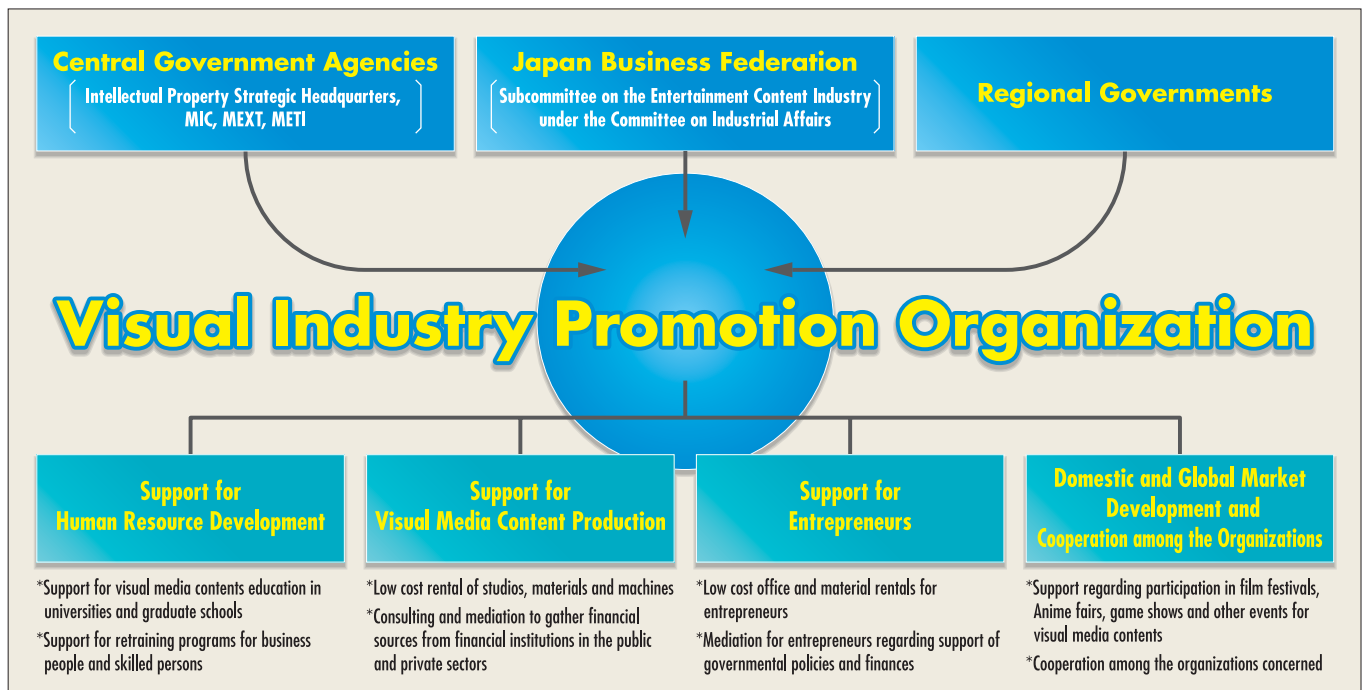 Central Government Agencies
Intellectual Property Strategic Headquarters,
MIC, MEXT, METI
Japan Business Federation
Subcommittee on the Entertainment Content Industry
under the Committee on Industrial Affairs
Regional Governments
Visual Industry Promotion Organization
Support for
Human Resource Development
*Support for visual media contents education in
universities and graduate schools
*Support for retraining programs for business
people and skilled persons
Support for
Visual Media Content Production
*Low cost rental of studios, materials and machines
*Consulting and mediation to gather financial
sources from financial institutions in the public
and private sectors
Support for
Entrepreneurs
*Low cost office and material rentals for
entrepreneurs
*Mediation for entrepreneurs regarding support of
governmental policies and finances
Domestic and Global Market
Development and
Cooperation among the Organizations
*Support regarding participation in film festivals,
Anime fairs, game shows and other events for
visual media contents
*Cooperation among the organizations concerned